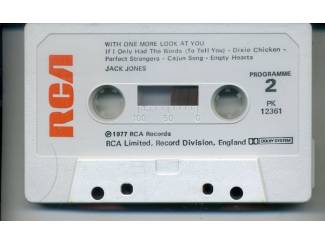 WITH ONE MORE LOOK AT YOU
If I Only Had The Words (To Tell You) - Dixie Chicken -
Perfect Strangers - Cajun Song - Empty Hearts
JACK JONES
PROGRAMME
2
PK
12361
RCA
100 50 0
℗1977 RCA Records
RCA Limited, Record Division, England DOLBY SYSTEM